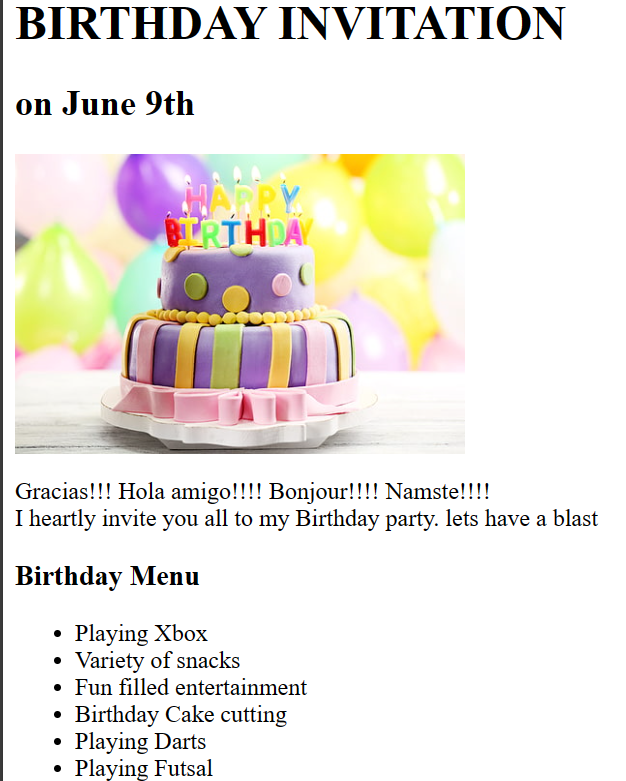 BIRTHDAY INVITATION
on June 9th
HAPPY
BIRTHDAY
Gracias!!! Hola amigo!!!! Bonjour!!!! Namste!!!!
I heartly invite you all to my Birthday party. lets have a blast
Birthday Menu
Playing Xbox
Variety of snacks
Fun filled entertainment
Birthday Cake cutting
Playing Darts
Playing Futsal